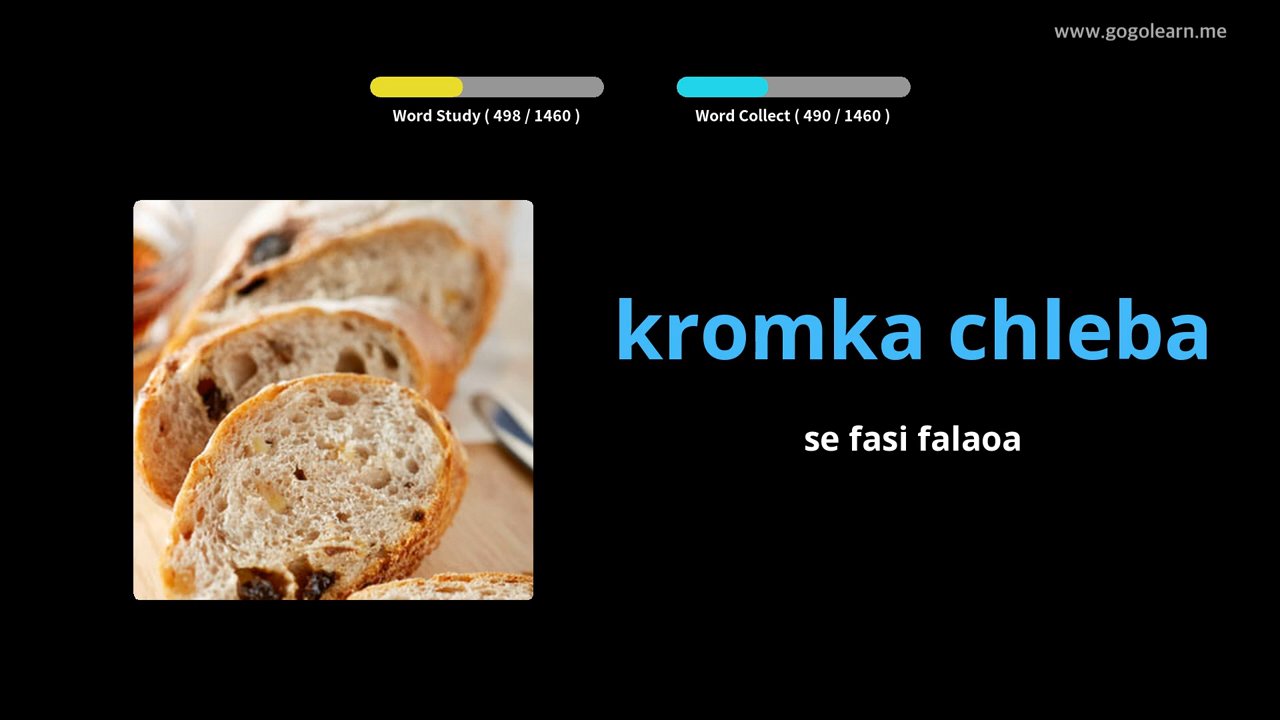 www.gogolearn.me
Word Study ( 498 / 1460 )
Word Collect ( 490 / 1460 )
kromka chleba
se fasi falaoa